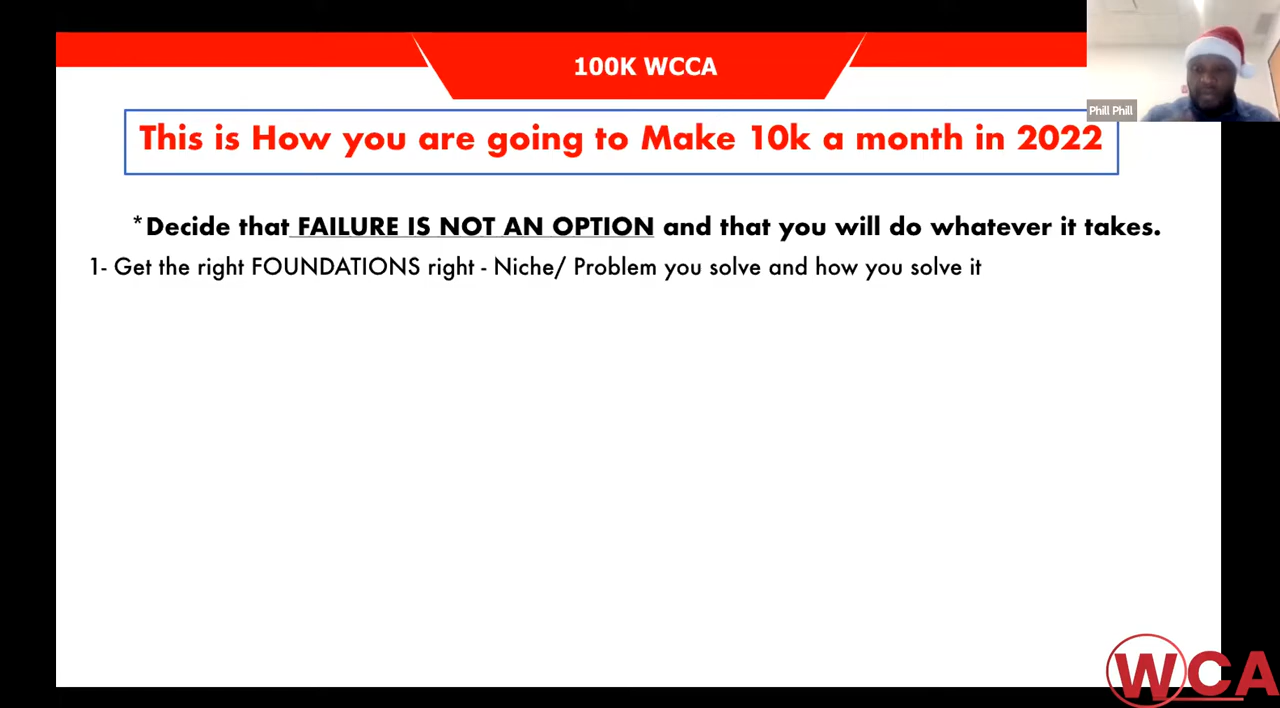 100K WCCA
Phill Phill
This is How you are going to Make 10k a month in 2022
*Decide that FAILURE IS NOT AN OPTION and that you will do whatever it takes.
1- Get the right FOUNDATIONS right - Niche/ Problem you solve and how you solve it
WCA